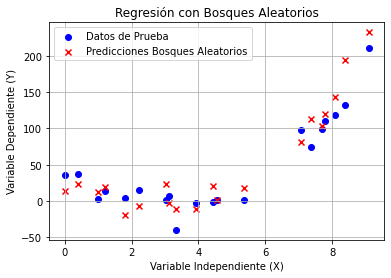 Regresión con Bosques Aleatorios
Datos de Prueba
Predicciones Bosques Aleatorios
Variable Dependiente (Y)
200
150
100
50
0
−50
0
2
4
6
8
Variable Independiente (X)